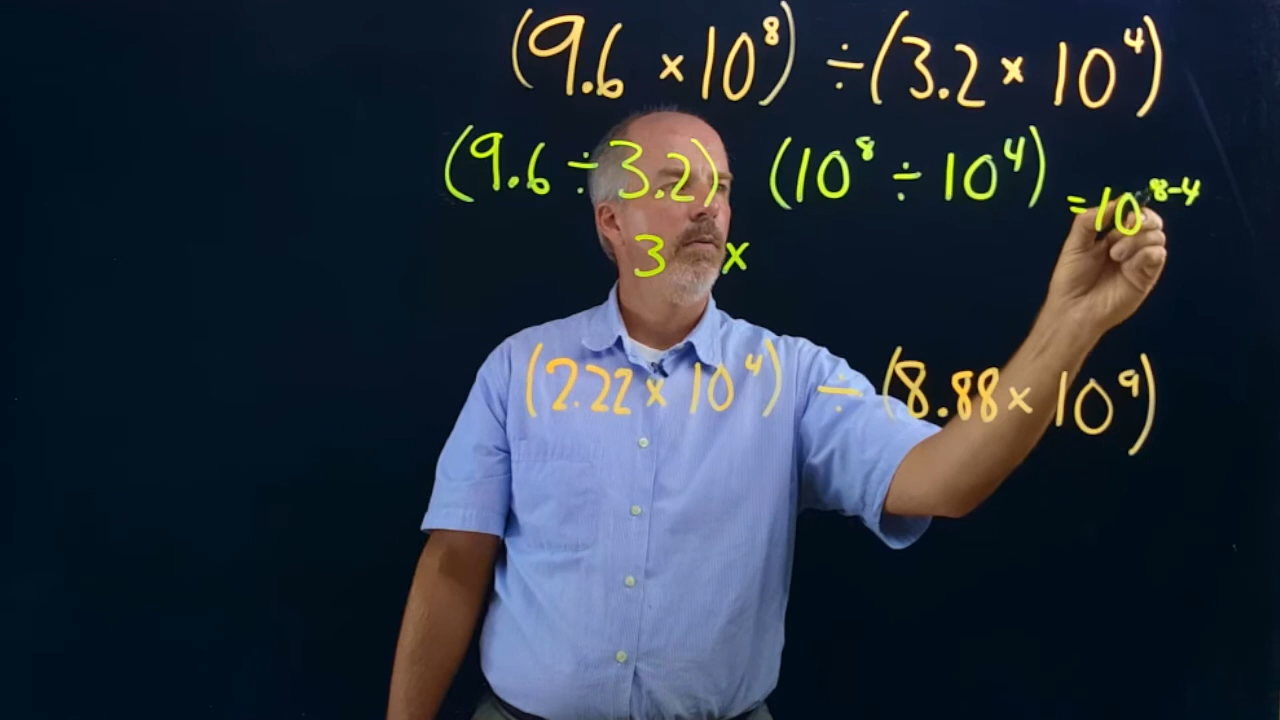 (9.6 × 10⁸) ÷ (3.2 × 10⁴)
(9.6 ÷ 3.2) (10⁸ ÷ 10⁴) = 10⁸⁻⁴
3 ×
(2.22 × 10⁴) ÷ (8.88 × 10⁹)